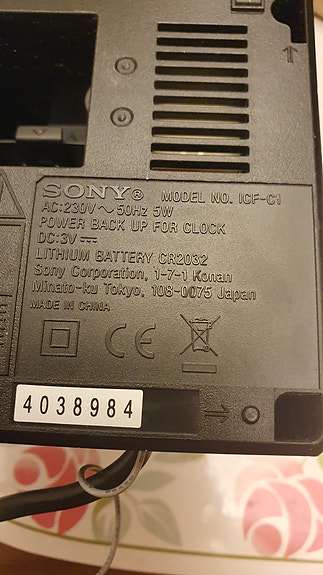 SONY® MODEL NO. ICF-C1
AC:230V ~ 50Hz 5W
POWER BACK UP FOR CLOCK
DC:3V ⎓
LITHIUM BATTERY CR2032
Sony Corporation, 1-7-1 Konan
Minato-ku Tokyo, 108-0075 Japan
MADE IN CHINA
CE
4038984